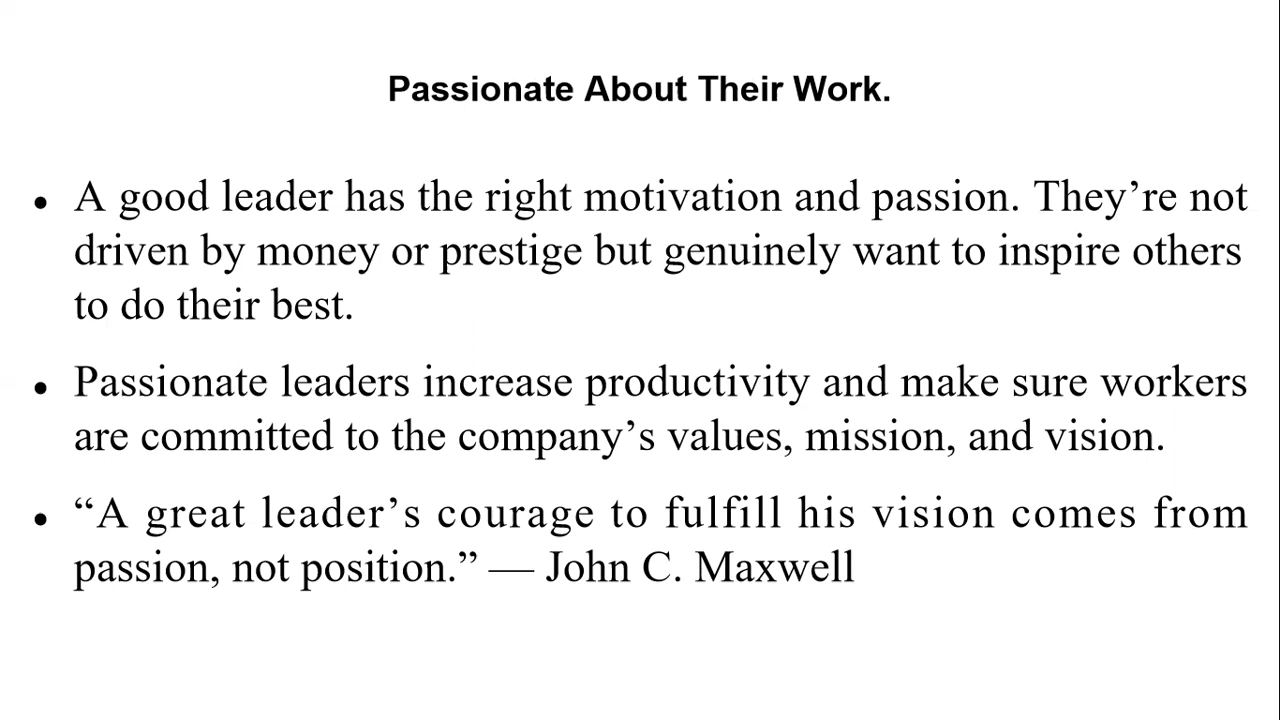 Passionate About Their Work.
• A good leader has the right motivation and passion. They’re not
driven by money or prestige but genuinely want to inspire others
to do their best.
• Passionate leaders increase productivity and make sure workers
are committed to the company’s values, mission, and vision.
• “A great leader’s courage to fulfill his vision comes from
passion, not position.” — John C. Maxwell